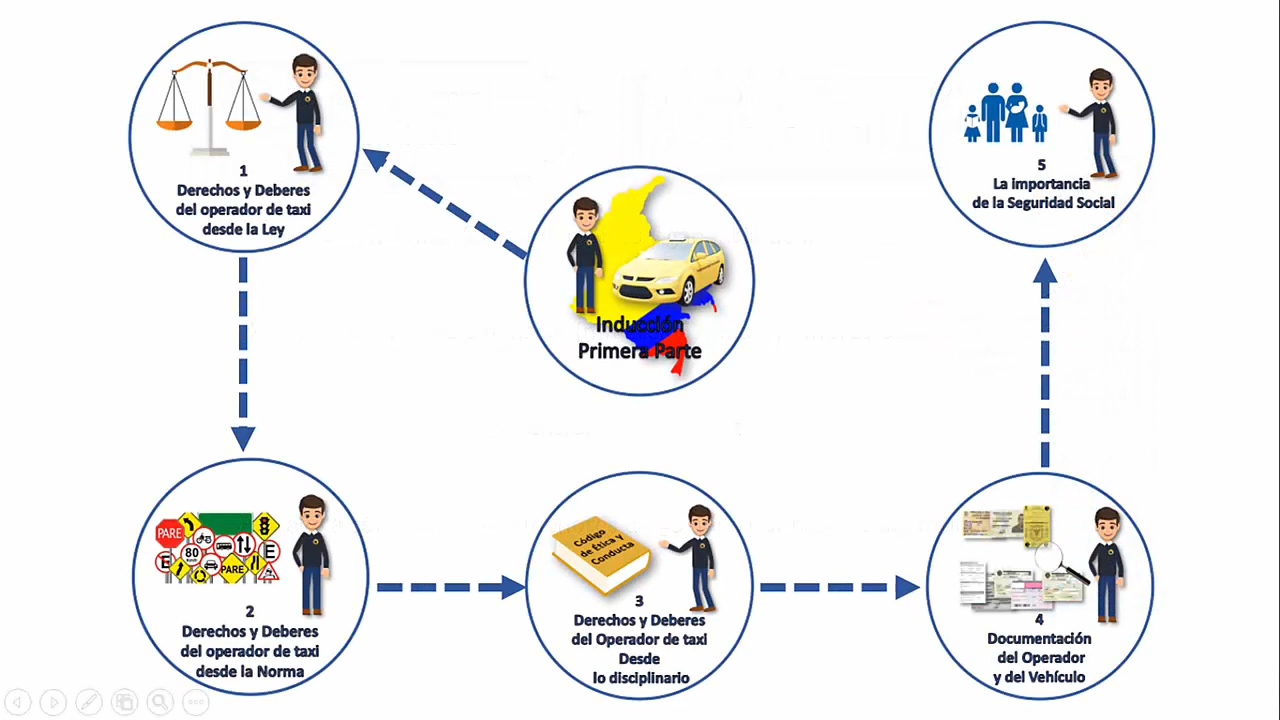 Inducción
Primera Parte
1
Derechos y Deberes
del operador de taxi
desde la Ley
PARE
80
PARE
E
2
Derechos y Deberes
del operador de taxi
desde la Norma
Código
de Ética y
Conducta
3
Derechos y Deberes
del Operador de taxi
Desde
lo disciplinario
4
Documentación
del Operador
y del Vehículo
5
La importancia
de la Seguridad Social